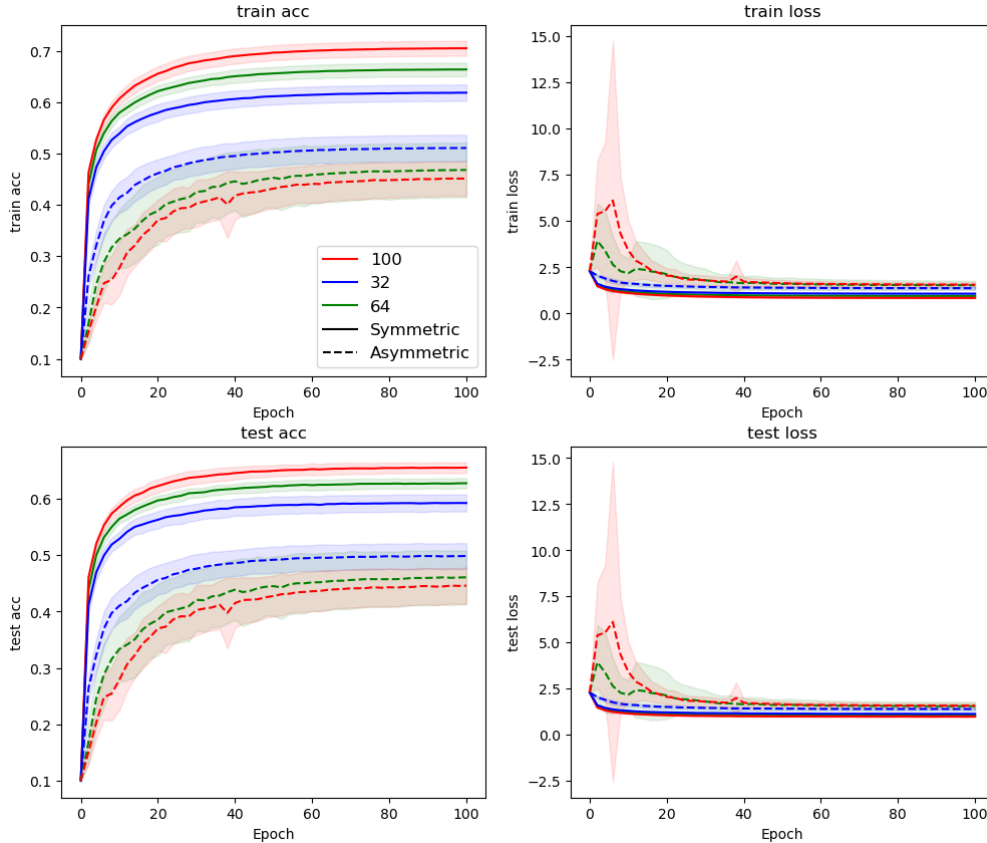 train acc
train acc
0.7
0.6
0.5
0.4
0.3
0.2
0.1
100
32
64
Symmetric
Asymmetric
0 20 40 60 80 100
Epoch
train loss
train loss
15.0
12.5
10.0
7.5
5.0
2.5
0.0
−2.5
0 20 40 60 80 100
Epoch
test acc
test acc
0.6
0.5
0.4
0.3
0.2
0.1
0 20 40 60 80 100
Epoch
test loss
test loss
15.0
12.5
10.0
7.5
5.0
2.5
0.0
−2.5
0 20 40 60 80 100
Epoch